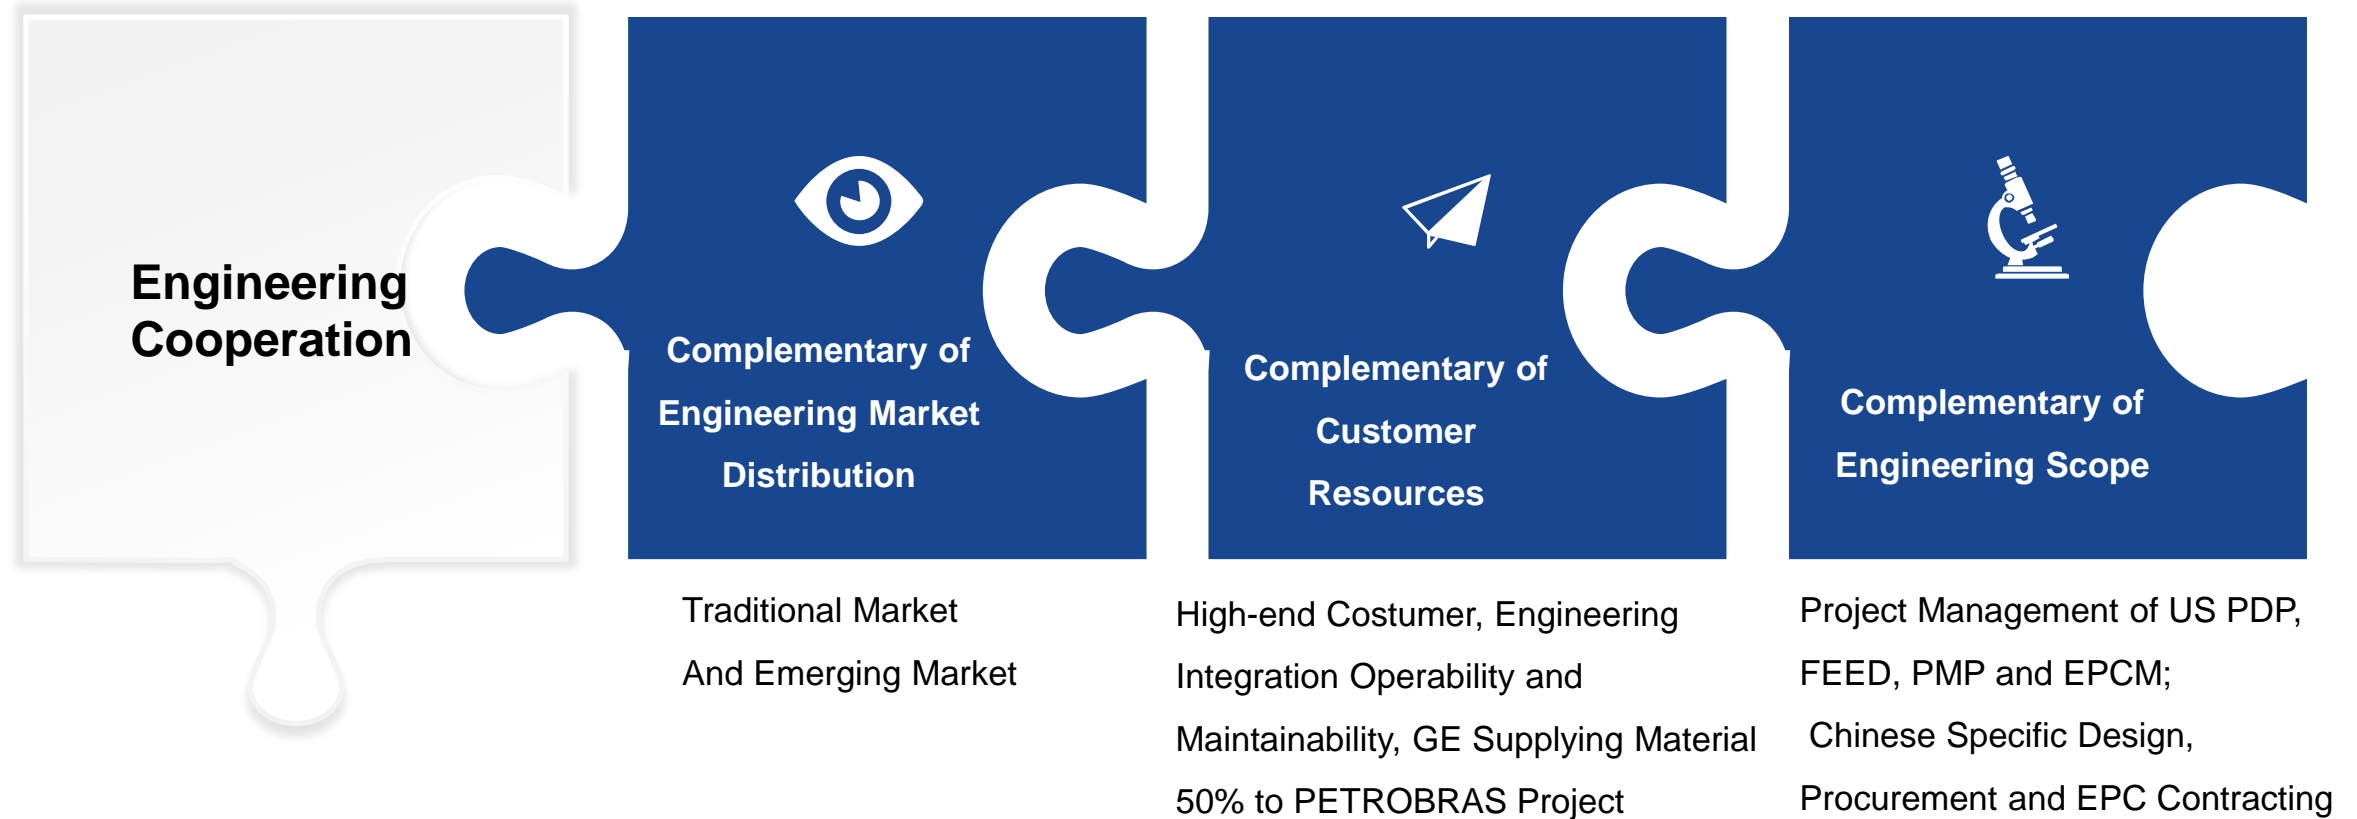 Engineering
Cooperation
Complementary of
Engineering Market
Distribution
Complementary of
Customer
Resources
Complementary of
Engineering Scope
Traditional Market
And Emerging Market
High-end Costumer, Engineering
Integration Operability and
Maintainability, GE Supplying Material
50% to PETROBRAS Project
Project Management of US PDP,
FEED, PMP and EPCM;
Chinese Specific Design,
Procurement and EPC Contracting